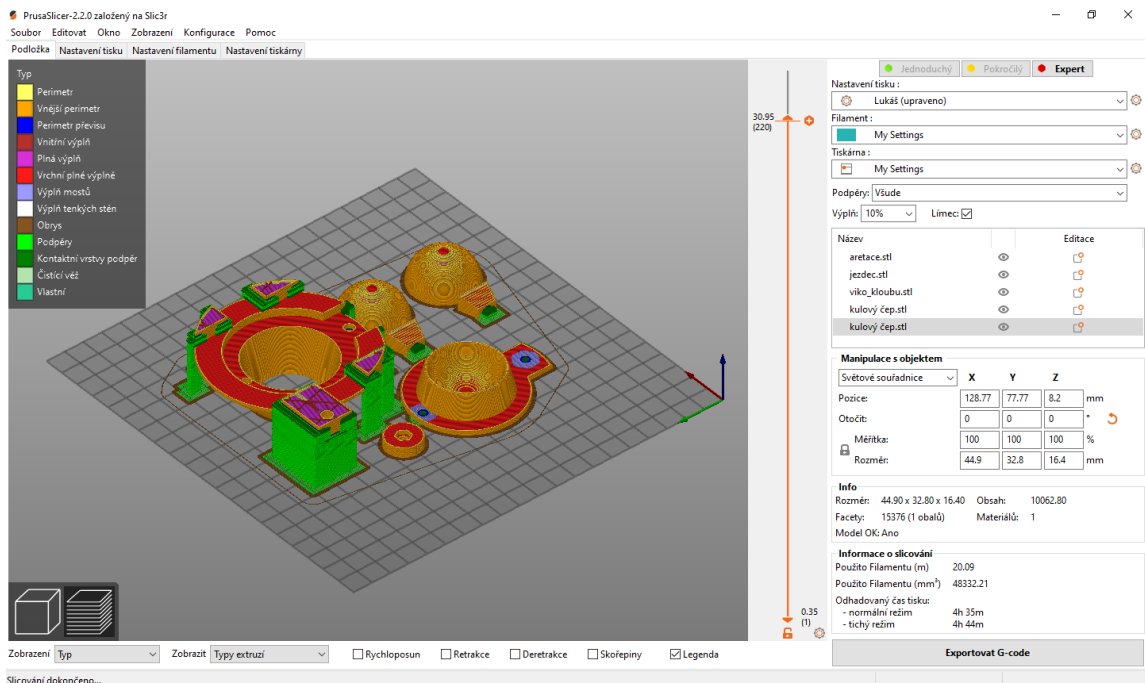 PrusaSlicer-2.2.0 založený na Slic3r
Soubor Editovat Okno Zobrazení Konfigurace Pomoc
Podložka Nastavení tisku Nastavení filamentu Nastavení tiskárny
Typ
Perimetr
Vnější perimetr
Perimetr převisu
Vnitřní výplň
Plná výplň
Vrchní plné výplně
Výplň mostů
Výplň tenkých stěn
Obrys
Podpěry
Kontaktní vrstvy podpěr
Čistící věž
Vlastní
30.95
(220)
0.35
(1)
Jednoduchý Pokročilý Expert
Nastavení tisku :
Lukáš (upraveno)
Filament :
My Settings
Tiskárna :
My Settings
Podpěry: Všude
Výplň: 10% Límec:
Název Editace
aretace.stl
jezdec.stl
viko_kloubu.stl
kulový čep.stl
kulový čep.stl
Manipulace s objektem
Světové souřadnice X Y Z
Pozice: 128.77 77.77 8.2 mm
Otočit: 0 0 0 °
Měřítka: 100 100 100 %
Rozměr: 44.9 32.8 16.4 mm
Info
Rozměr: 44.90 x 32.80 x 16.40 Obsah: 10062.80
Facety: 15376 (1 obalů) Materiálů: 1
Model OK: Ano
Informace o slicování
Použito Filamentu (m) 20.09
Použito Filamentu (mm³) 48332.21
Odhadovaný čas tisku:
- normální režim 4h 35m
- tichý režim 4h 44m
Zobrazení Typ Zobrazit Typy extruzí Rychloposun Retrakce Deretrakce Skořepiny Legenda
Exportovat G-code
Slicování dokončeno...